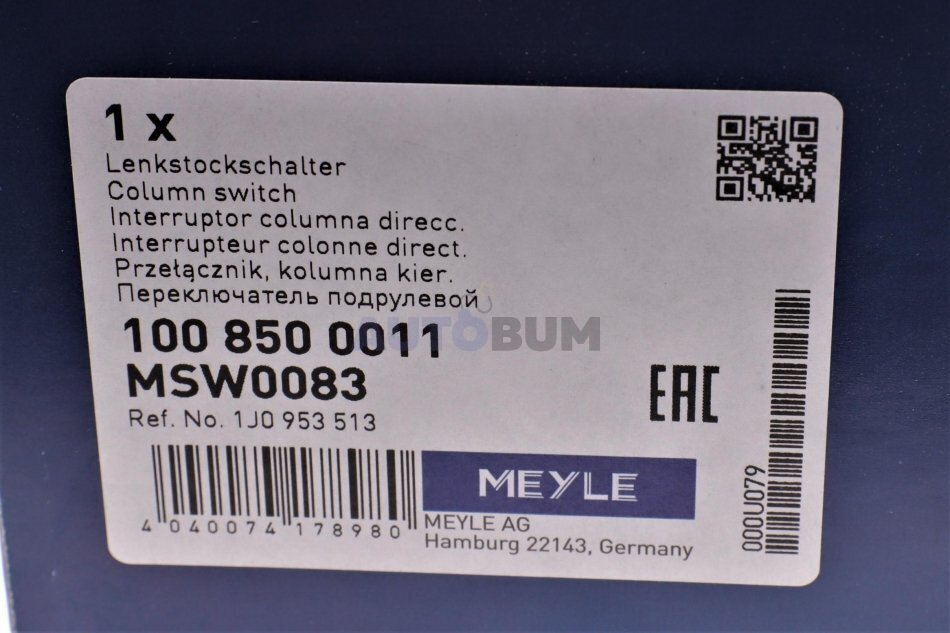 1 x
Lenkstockschalter
Column switch
Interruptor columna direcc.
Interrupteur colonne direct.
Przełącznik, kolumna kier.
Переключатель подрулевой
100 850 0011
AUTOBUM
MSW0083
EAC
Ref. No. 1J0 953 513
MEYLE
4 040074 178980
MEYLE AG
Hamburg 22143, Germany
000U079